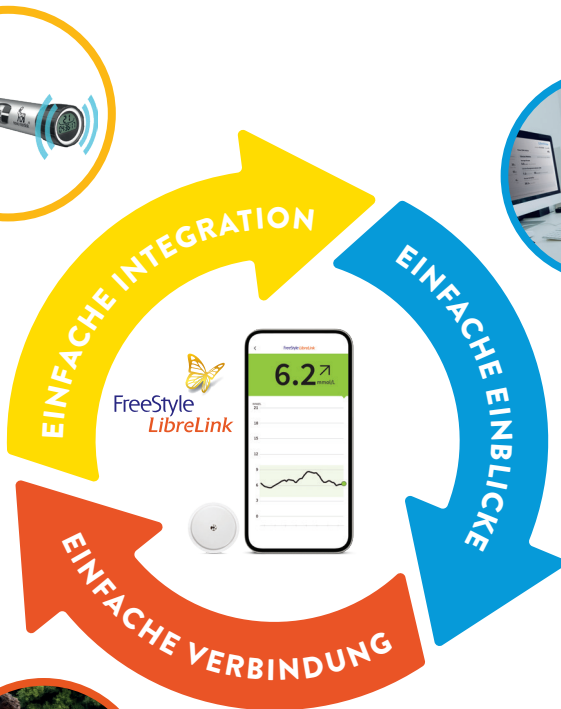 EINFACHE INTEGRATION
EINFACHE EINBLICKE
FreeStyle
LibreLink
FreeStyle LibreLink
6.2
mmol/L
21
18
15
12
9
6
3
0
EINFACHE VERBINDUNG